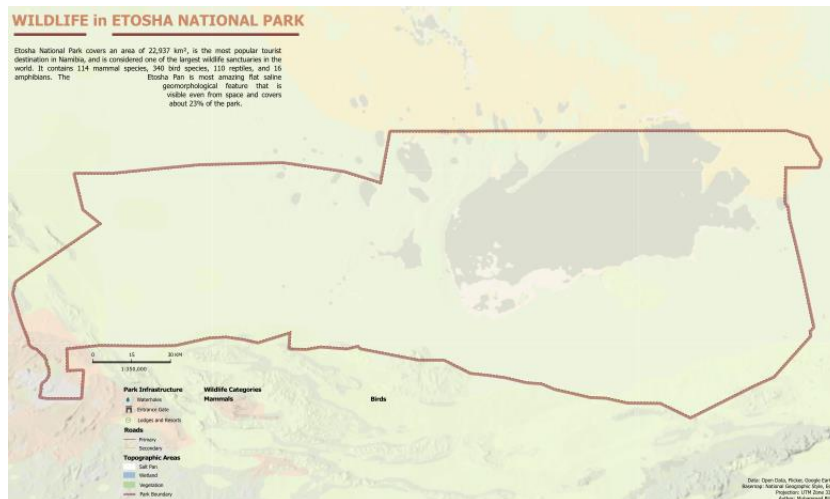 WILDLIFE in ETOSHA NATIONAL PARK
Etosha National Park covers an area of 22,937 km², is the most popular tourist
destination in Namibia, and is considered one of the largest wildlife sanctuaries in the
world. It contains 114 mammal species, 340 bird species, 110 reptiles, and 16
amphibians. The Etosha Pan is most amazing flat saline
geomorphological feature that is
visible even from space and covers
about 23% of the park.
0 15 30 KM
Park Infrastructure
Waterholes
Entrance Gate
Lodges and Resorts
Roads
Primary
Secondary
Topographic Areas
Salt Pan
Wetland
Vegetation
Park Boundary
Wildlife Categories
Mammals
Birds
Data: Open Data, Flickr, Google Ear
Basemap: National Geographic Style, E
Projection: UTM Zone 3
Author: Muhammad